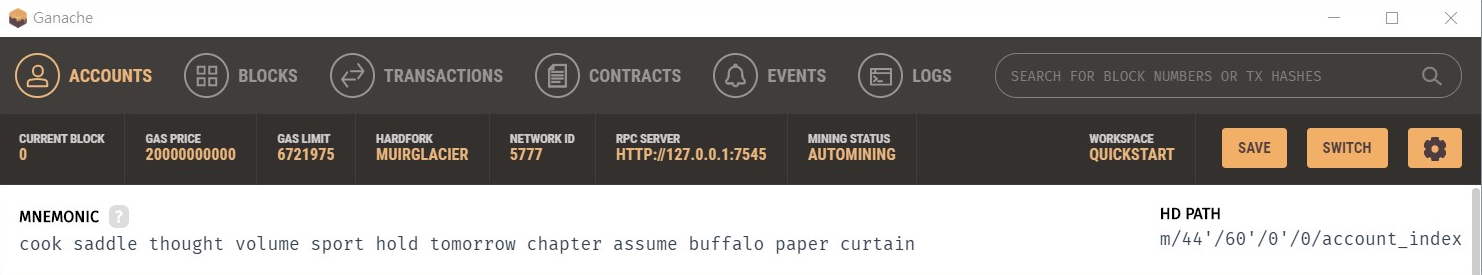 Ganache
ACCOUNTS BLOCKS TRANSACTIONS CONTRACTS EVENTS LOGS SEARCH FOR BLOCK NUMBERS OR TX HASHES
CURRENT BLOCK GAS PRICE GAS LIMIT HARDFORK NETWORK ID RPC SERVER MINING STATUS WORKSPACE
0 20000000000 6721975 MUIRGLACIER 5777 HTTP://127.0.0.1:7545 AUTOMINING QUICKSTART SAVE SWITCH
MNEMONIC ? HD PATH
cook saddle thought volume sport hold tomorrow chapter assume buffalo paper curtain m/44'/60'/0'/0/account_index